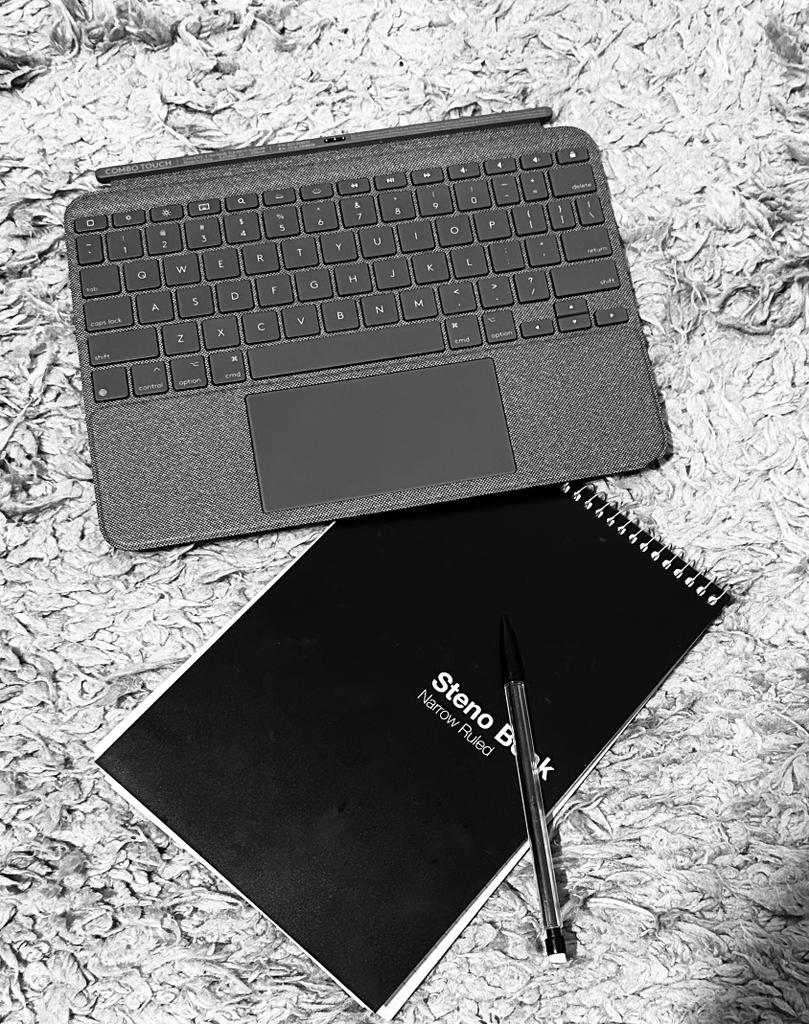 COMBO TOUCH
@ # $ % ^ & * ( ) _ +
2 3 4 5 6 7 8 9 0 - =
delete
tab Q W E R T Y U I O P [ ] \
caps lock A S D F G H J K L return
shift Z X C V B N M < > ? shift
, . /
control option cmd cmd option
Steno Book
Narrow Ruled